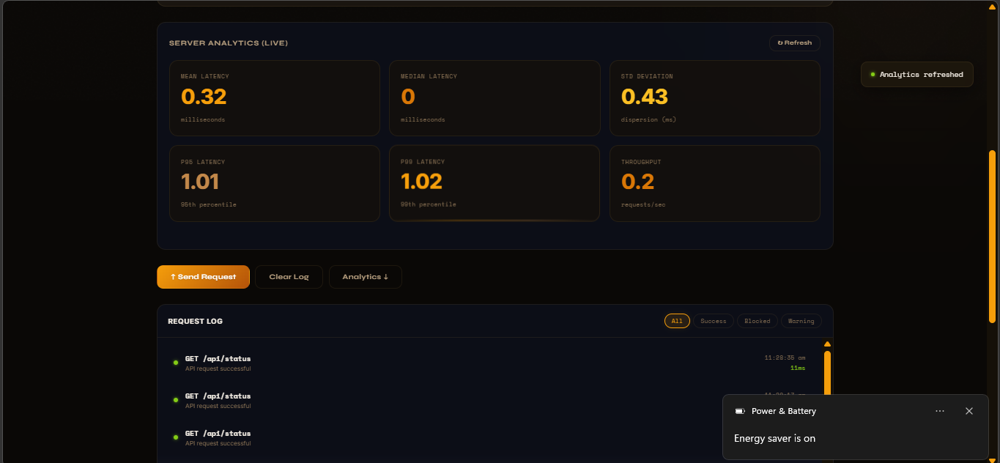 SERVER ANALYTICS (LIVE)
↻ Refresh
Analytics refreshed
MEAN LATENCY
0.32
milliseconds
MEDIAN LATENCY
0
milliseconds
STD DEVIATION
0.43
dispersion (ms)
P95 LATENCY
1.01
95th percentile
P99 LATENCY
1.02
99th percentile
THROUGHPUT
0.2
requests/sec
↑ Send Request
Clear Log
Analytics ↓
REQUEST LOG
All
Success
Blocked
Warning
GET /api/status
API request successful
11:28:35 am
11ms
GET /api/status
API request successful
GET /api/status
API request successful
Power & Battery
Energy saver is on